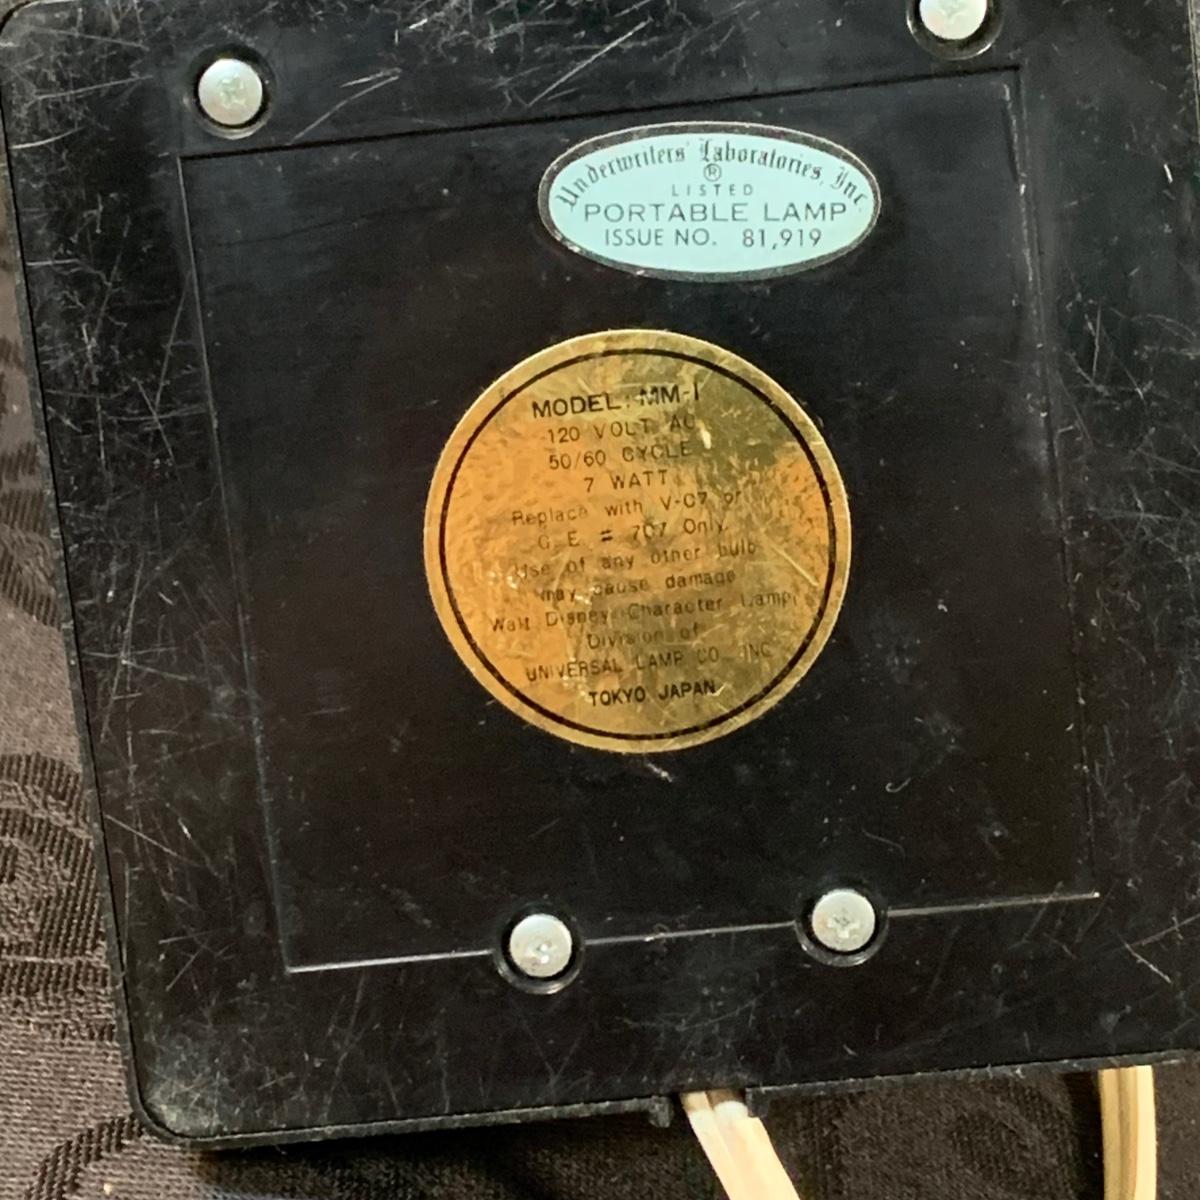 Underwriters' Laboratories, Inc.
®
LISTED
PORTABLE LAMP
ISSUE NO. 81,919
MODEL: MM-1
120 VOLT AC
50/60 CYCLE
7 WATT
Replace with V-C7 or
G. E. # 7C7 Only.
Use of any other bulb
may cause damage
Walt Disney Character Lamp
Division of
UNIVERSAL LAMP CO. INC.
TOKYO JAPAN